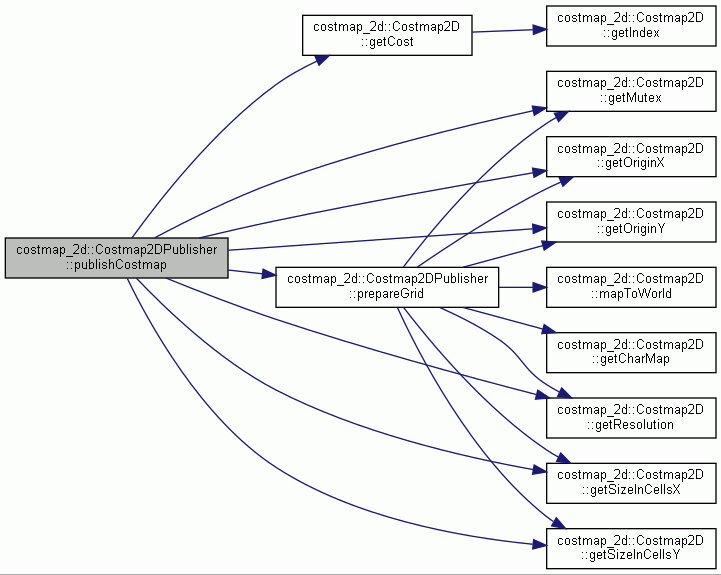 costmap_2d::Costmap2D
::getCost
costmap_2d::Costmap2D
::getIndex
costmap_2d::Costmap2D
::getMutex
costmap_2d::Costmap2D
::getOriginX
costmap_2d::Costmap2D
::getOriginY
costmap_2d::Costmap2DPublisher
::publishCostmap
costmap_2d::Costmap2DPublisher
::prepareGrid
costmap_2d::Costmap2D
::mapToWorld
costmap_2d::Costmap2D
::getCharMap
costmap_2d::Costmap2D
::getResolution
costmap_2d::Costmap2D
::getSizeInCellsX
costmap_2d::Costmap2D
::getSizeInCellsY